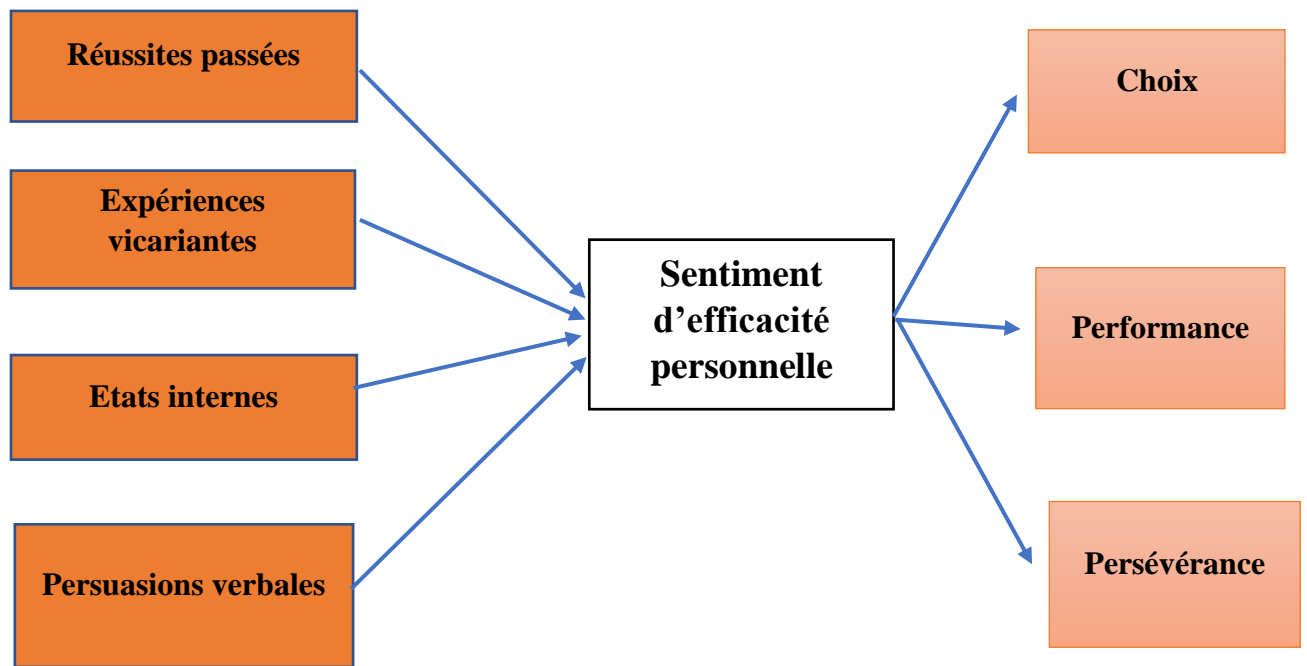 Réussites passées
Expériences
vicariantes
Etats internes
Persuasions verbales
Sentiment
d’efficacité
personnelle
Choix
Performance
Persévérance